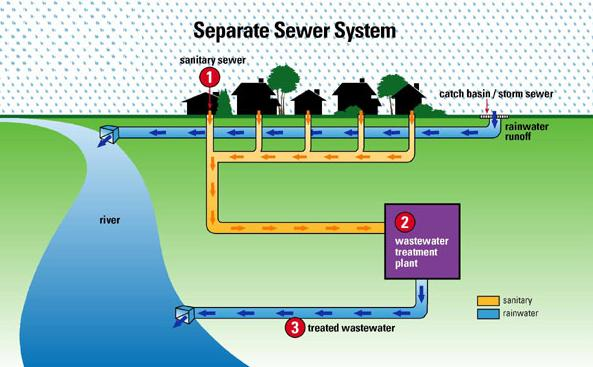 Separate Sewer System
sanitary sewer
1
catch basin / storm sewer
rainwater
runoff
river
2
wastewater
treatment
plant
sanitary
rainwater
3 treated wastewater